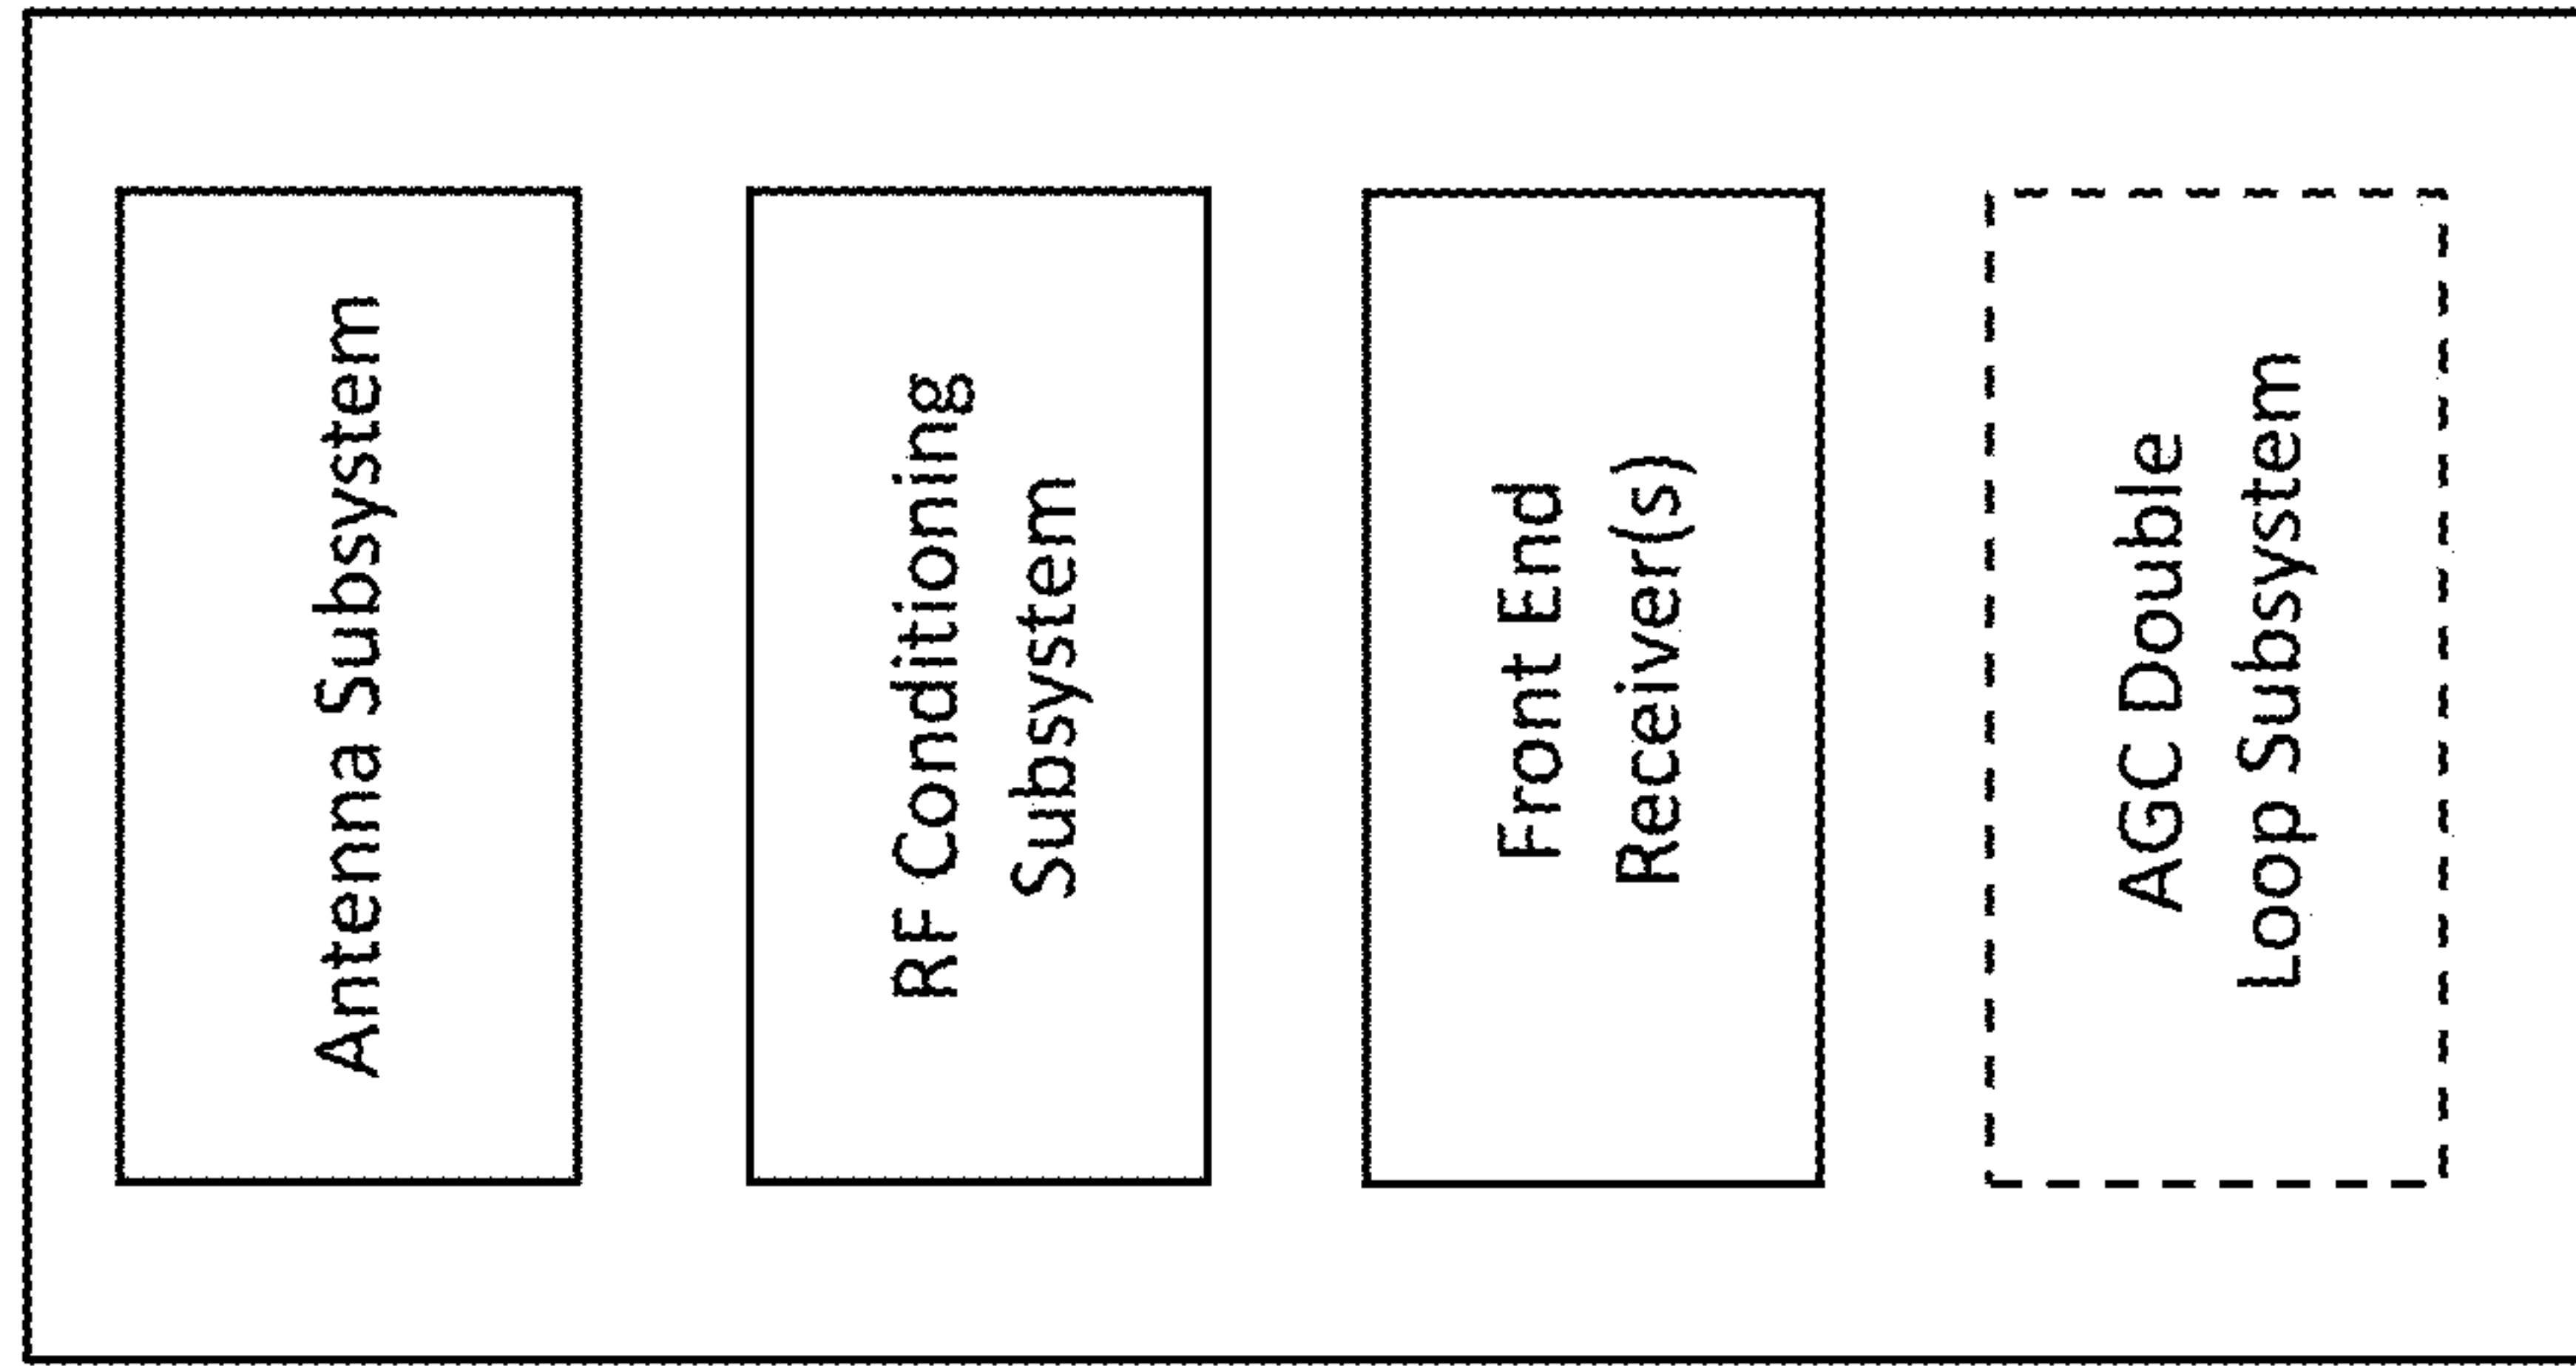 Antenna Subsystem
RF Conditioning
Subsystem
Front End
Receiver(s)
AGC Double
Loop Subsystem